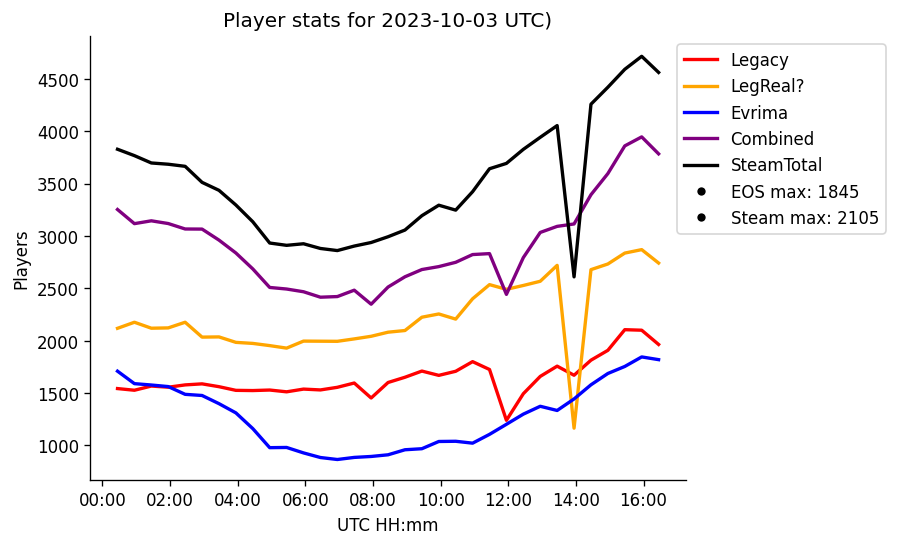 Player stats for 2023-10-03 UTC)
Players
4500
4000
3500
3000
2500
2000
1500
1000
00:00 02:00 04:00 06:00 08:00 10:00 12:00 14:00 16:00
UTC HH:mm
Legacy
LegReal?
Evrima
Combined
SteamTotal
EOS max: 1845
Steam max: 2105